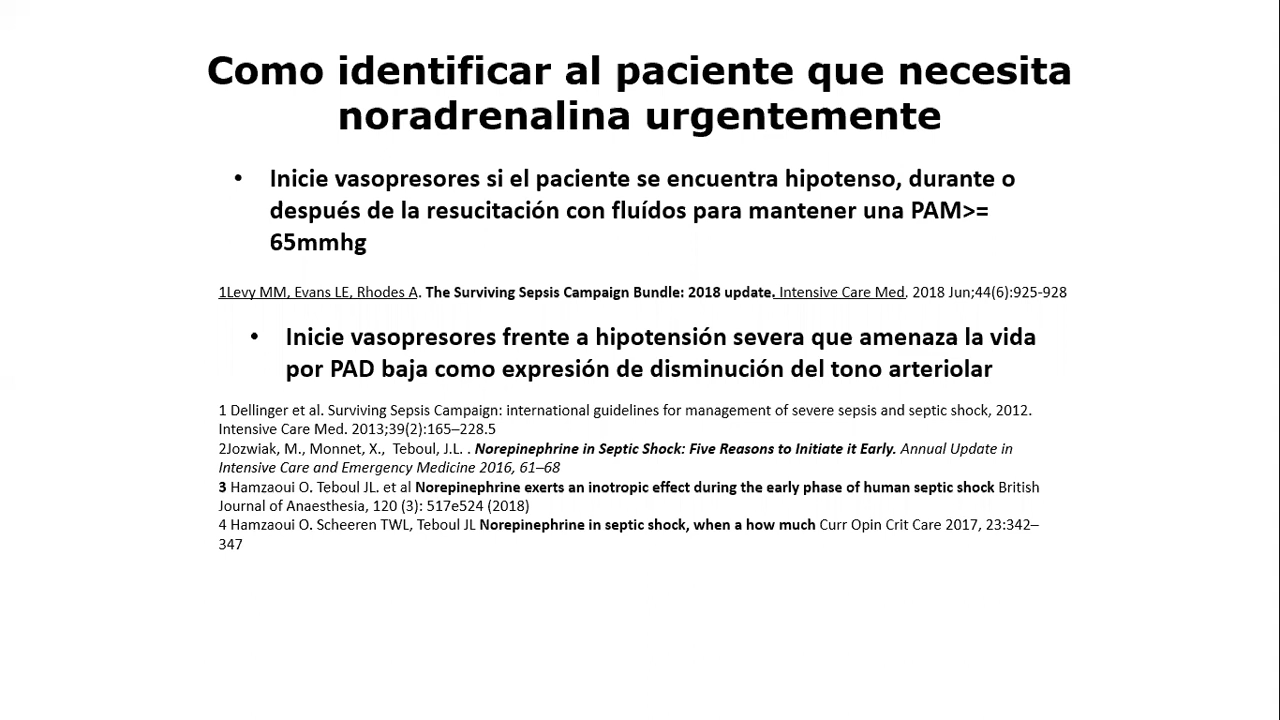 Como identificar al paciente que necesita
noradrenalina urgentemente
• Inicie vasopresores si el paciente se encuentra hipotenso, durante o
después de la resucitación con fluídos para mantener una PAM>=
65mmhg
1Levy MM, Evans LE, Rhodes A. The Surviving Sepsis Campaign Bundle: 2018 update. Intensive Care Med. 2018 Jun;44(6):925-928
• Inicie vasopresores frente a hipotensión severa que amenaza la vida
por PAD baja como expresión de disminución del tono arteriolar
1 Dellinger et al. Surviving Sepsis Campaign: international guidelines for management of severe sepsis and septic shock, 2012.
Intensive Care Med. 2013;39(2):165–228.5
2Jozwiak, M., Monnet, X., Teboul, J.L. . Norepinephrine in Septic Shock: Five Reasons to Initiate it Early. Annual Update in
Intensive Care and Emergency Medicine 2016, 61–68
3 Hamzaoui O. Teboul JL. et al Norepinephrine exerts an inotropic effect during the early phase of human septic shock British
Journal of Anaesthesia, 120 (3): 517e524 (2018)
4 Hamzaoui O. Scheeren TWL, Teboul JL Norepinephrine in septic shock, when a how much Curr Opin Crit Care 2017, 23:342–
347